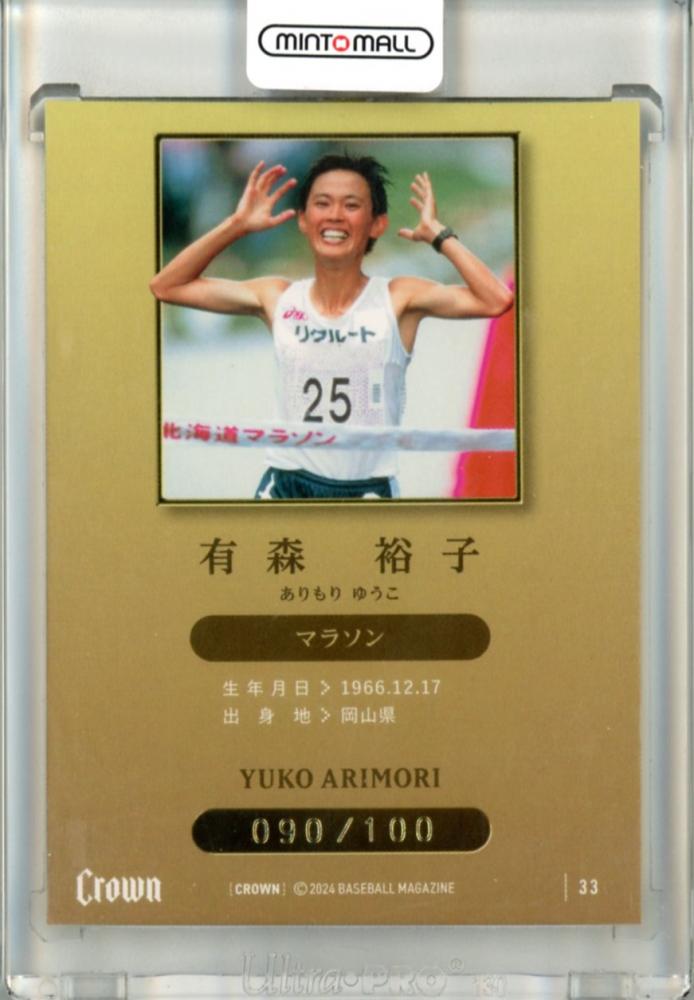 MINT MALL
リクルート
25
北海道マラソン
有森 裕子
ありもり ゆうこ
マラソン
生年月日 > 1966.12.17
出身地 > 岡山県
YUKO ARIMORI
090/100
Crown
[CROWN] ©2024 BASEBALL MAGAZINE
33
Ultra•PRO®